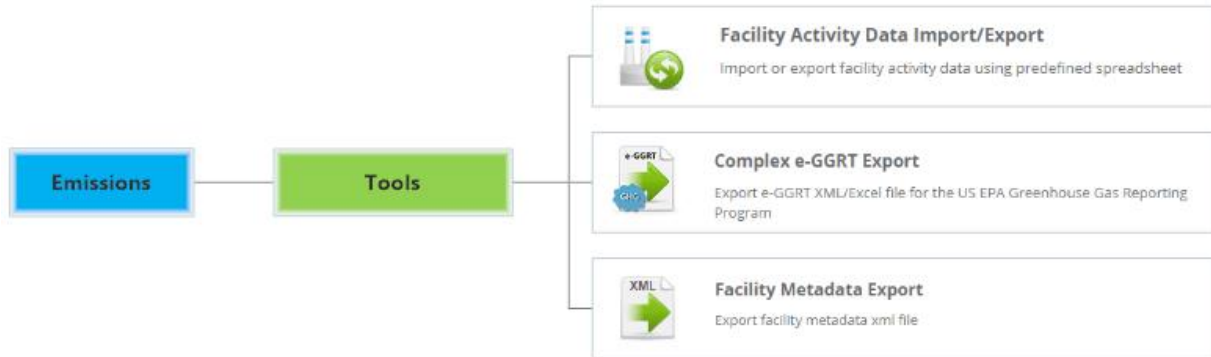 Emissions
Tools
Facility Activity Data Import/Export
Import or export facility activity data using predefined spreadsheet
e-GGRT
GHG
Complex e-GGRT Export
Export e-GGRT XML/Excel file for the US EPA Greenhouse Gas Reporting
Program
XML
Facility Metadata Export
Export facility metadata xml file